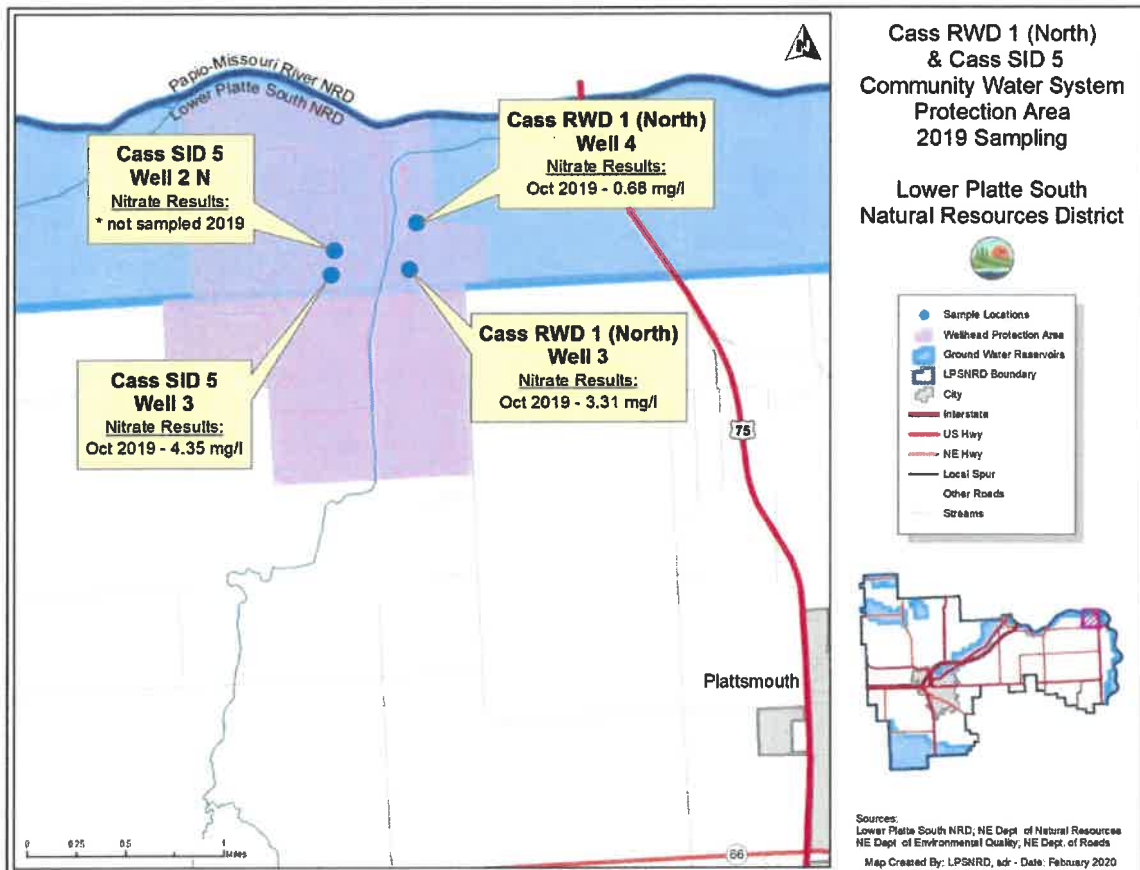 Papio-Missouri River NRD
Lower Platte South NRD
N
Cass SID 5
Well 2 N
Nitrate Results:
* not sampled 2019
Cass RWD 1 (North)
Well 4
Nitrate Results:
Oct 2019 - 0.68 mg/l
Cass SID 5
Well 3
Nitrate Results:
Oct 2019 - 4.35 mg/l
Cass RWD 1 (North)
Well 3
Nitrate Results:
Oct 2019 - 3.31 mg/l
75
Plattsmouth
66
0 0.25 0.5 1
Miles
Cass RWD 1 (North)
& Cass SID 5
Community Water System
Protection Area
2019 Sampling
Lower Platte South
Natural Resources District
Sample Locations
Wellhead Protection Area
Ground Water Reservoirs
LPSNRD Boundary
City
Interstate
US Hwy
NE Hwy
Local Spur
Other Roads
Streams
Sources:
Lower Platte South NRD; NE Dept of Natural Resources
NE Dept of Environmental Quality; NE Dept. of Roads
Map Created By: LPSNRD, sdr - Date: February 2020